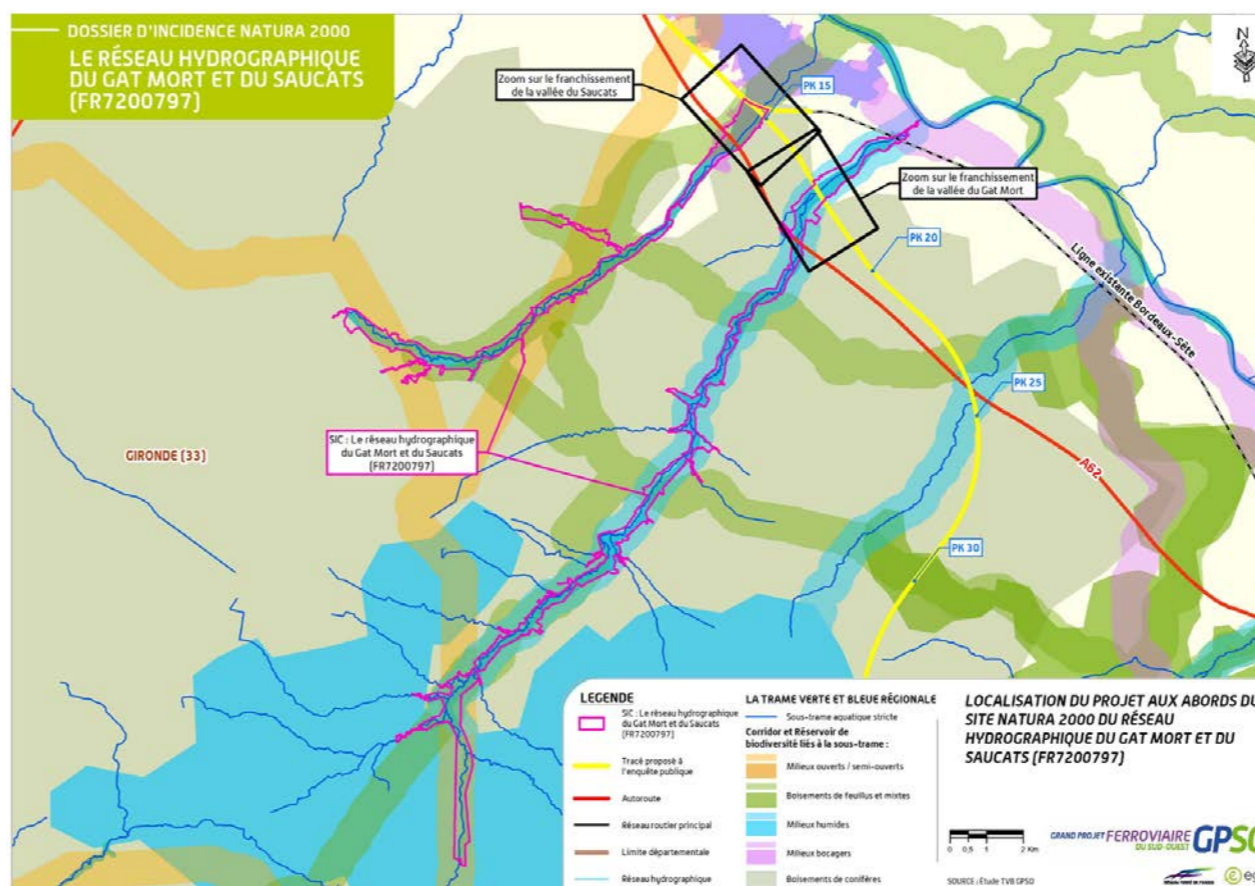 DOSSIER D'INCIDENCE NATURA 2000
LE RÉSEAU HYDROGRAPHIQUE
DU GAT MORT ET DU SAUCATS
(FR7200797)
Zoom sur le franchissement
de la vallée du Saucats
PK 15
N
Zoom sur le franchissement
de la vallée du Gat Mort
PK 20
Ligne existante Bordeaux-Sète
PK 25
A62
SIC : Le réseau hydrographique
du Gat Mort et du Saucats
(FR7200797)
GIRONDE (33)
PK 30
LEGENDE
SIC : Le réseau hydrographique
du Gat Mort et du Saucats
(FR7200797)
Tracé proposé à
l'enquête publique
Autoroute
Réseau routier principal
Limite départementale
Réseau hydrographique
LA TRAME VERTE ET BLEUE RÉGIONALE
Sous-trame aquatique stricte
Corridor et Réservoir de
biodiversité liés à la sous-trame :
Milieux ouverts / semi-ouverts
Boisements de feuillus et mixtes
Milieux humides
Milieux bocagers
Boisements de conifères
LOCALISATION DU PROJET AUX ABORDS DU
SITE NATURA 2000 DU RÉSEAU
HYDROGRAPHIQUE DU GAT MORT ET DU
SAUCATS (FR7200797)
0 0,5 1 2 Km
GRAND PROJET FERROVIAIRE
DU SUD-OUEST
GPSO
SOURCE : Étude TVB GPSO